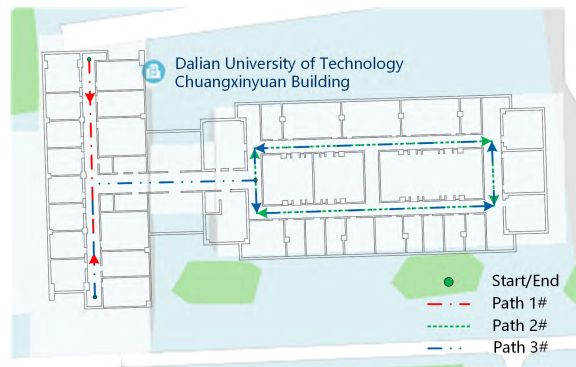 Dalian University of Technology
Chuangxinyuan Building
Start/End
Path 1#
Path 2#
Path 3#